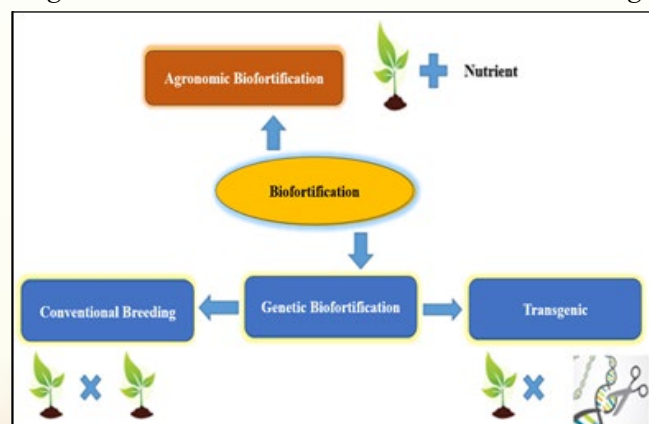 Agronomic Biofortification
Nutrient
Biofortification
Conventional Breeding
Genetic Biofortification
Transgenic